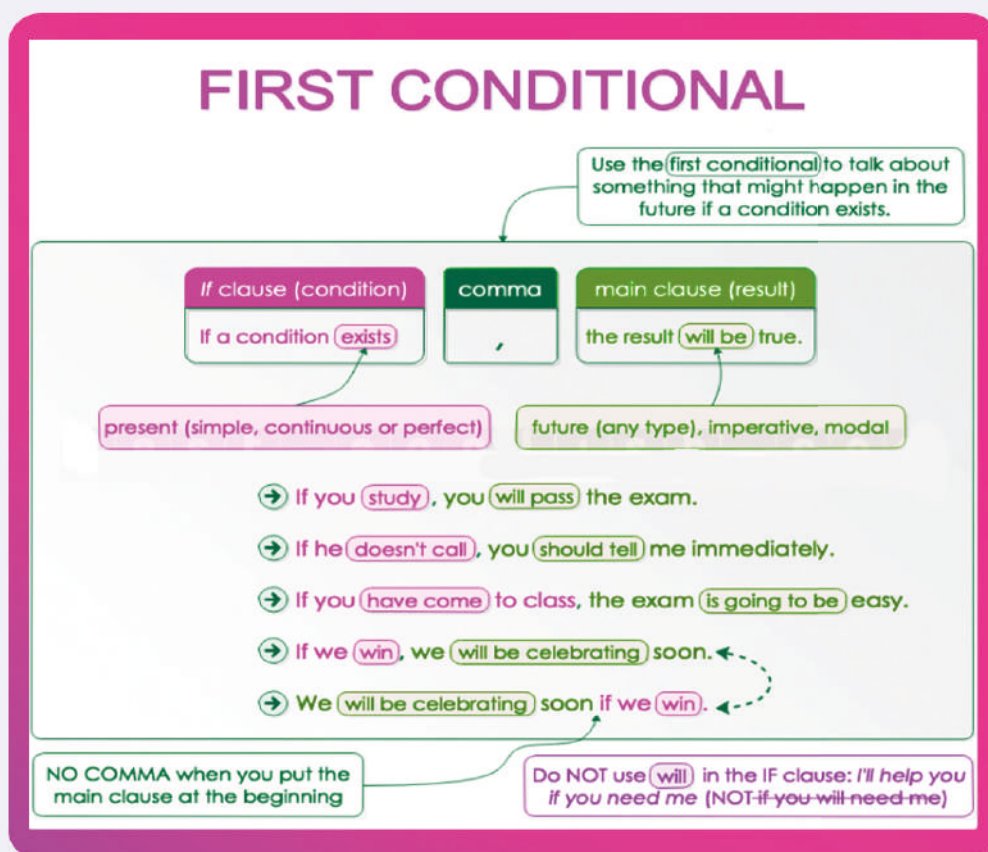 FIRST CONDITIONAL
Use the first conditional to talk about
something that might happen in the
future if a condition exists.
If clause (condition)
comma
main clause (result)
If a condition exists
,
the result will be true.
present (simple, continuous or perfect)
future (any type), imperative, modal
If you study, you will pass the exam.
If he doesn't call, you should tell me immediately.
If you have come to class, the exam is going to be easy.
If we win, we will be celebrating soon.
We will be celebrating soon if we win.
NO COMMA when you put the
main clause at the beginning
Do NOT use will in the IF clause: I'll help you
if you need me (NOT if you will need me)